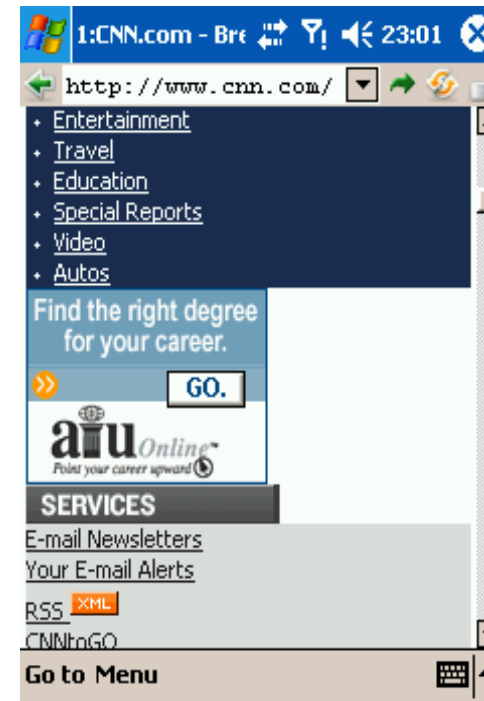 1:CNN.com - Bre 23:01
http://www.cnn.com/
Entertainment
Travel
Education
Special Reports
Video
Autos
Find the right degree
for your career.
GO.
aiu Online
Point your career upward
SERVICES
E-mail Newsletters
Your E-mail Alerts
RSS XML
CNNtoGO
Go to Menu